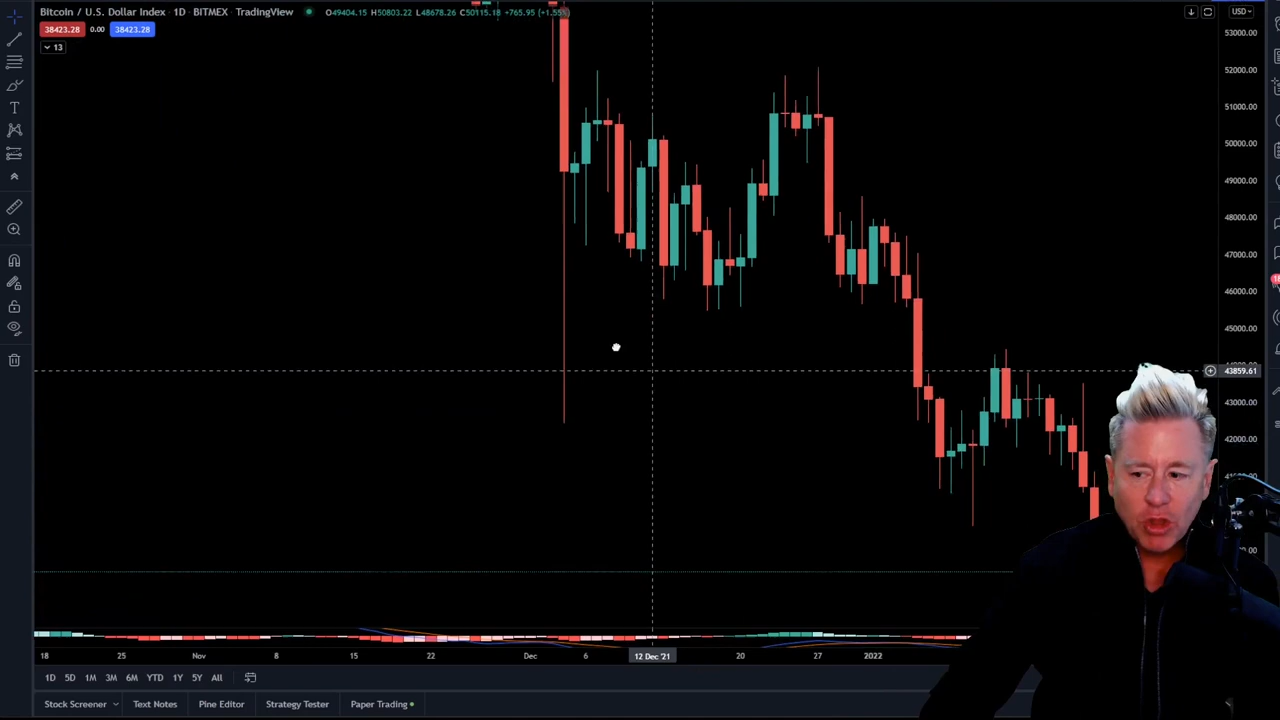 Bitcoin / U.S. Dollar Index · 1D · BITMEX · TradingView
O49404.15 H50803.22 L48678.26 C50115.18 +765.95 (+1.55%)
USD
38423.28 0.00 38423.28
13
53000.00
52000.00
51000.00
50000.00
49000.00
48000.00
47000.00
46000.00
45000.00
43859.61
43000.00
42000.00
18 25 Nov 8 15 22 Dec 6 12 Dec '21 20 27 2022
1D 5D 1M 3M 6M YTD 1Y 5Y All
Stock Screener Text Notes Pine Editor Strategy Tester Paper Trading